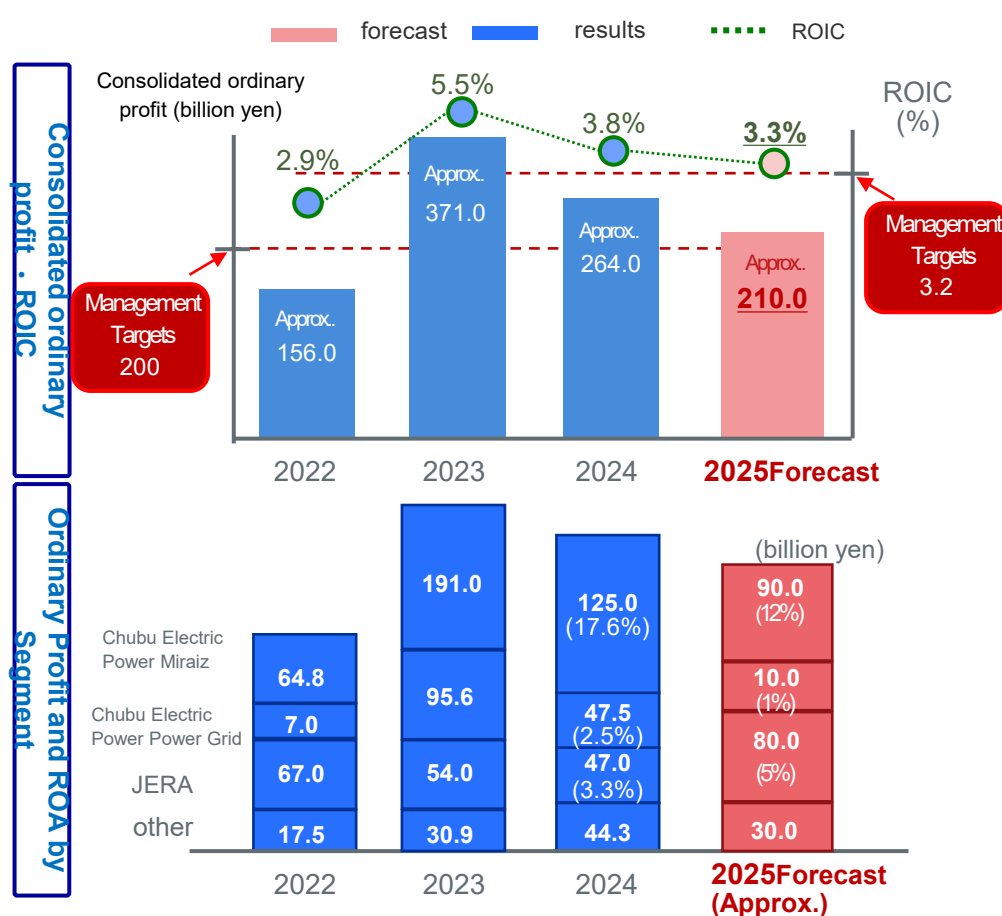 forecast
results
ROIC
Consolidated ordinary
profit · ROIC
Consolidated ordinary
profit (billion yen)
ROIC
(%)
2.9%
5.5%
3.8%
3.3%
Approx..
156.0
Approx..
371.0
Approx..
264.0
Approx..
210.0
Management
Targets
200
Management
Targets
3.2
2022
2023
2024
2025Forecast
Ordinary Profit and ROA by
Segment
(billion yen)
Chubu Electric
Power Miraiz
Chubu Electric
Power Power Grid
JERA
other
64.8
7.0
67.0
17.5
191.0
95.6
54.0
30.9
125.0
(17.6%)
47.5
(2.5%)
47.0
(3.3%)
44.3
90.0
(12%)
10.0
(1%)
80.0
(5%)
30.0
2022
2023
2024
2025Forecast
(Approx.)